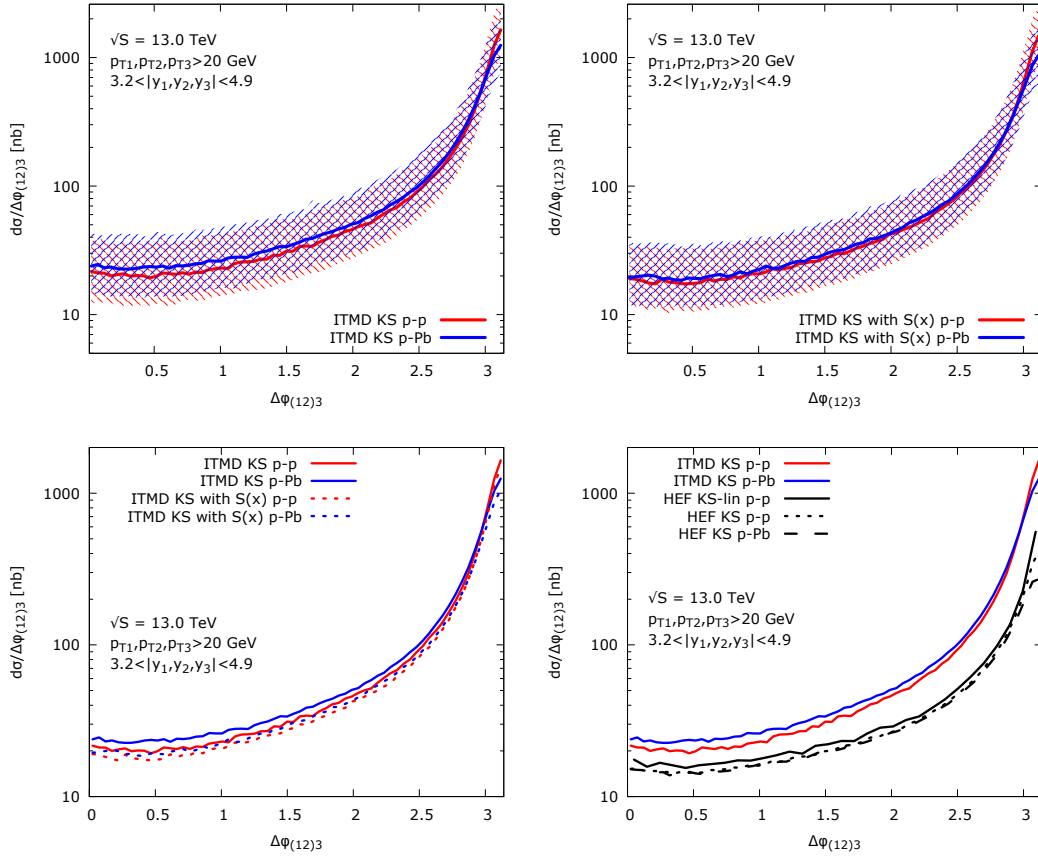 1000
100
10
dσ/Δφ(12)3 [nb]
√S = 13.0 TeV
pT1,pT2,pT3>20 GeV
3.2<|y1,y2,y3|<4.9
ITMD KS p-p
ITMD KS p-Pb
0.5 1 1.5 2 2.5 3
Δφ(12)3
1000
100
10
dσ/Δφ(12)3 [nb]
√S = 13.0 TeV
pT1,pT2,pT3>20 GeV
3.2<|y1,y2,y3|<4.9
ITMD KS with S(x) p-p
ITMD KS with S(x) p-Pb
0.5 1 1.5 2 2.5 3
Δφ(12)3
1000
100
10
dσ/Δφ(12)3 [nb]
ITMD KS p-p
ITMD KS p-Pb
ITMD KS with S(x) p-p
ITMD KS with S(x) p-Pb
√S = 13.0 TeV
pT1,pT2,pT3>20 GeV
3.2<|y1,y2,y3|<4.9
0 0.5 1 1.5 2 2.5 3
Δφ(12)3
1000
100
10
dσ/Δφ(12)3 [nb]
ITMD KS p-p
ITMD KS p-Pb
HEF KS-lin p-p
HEF KS p-p
HEF KS p-Pb
√S = 13.0 TeV
pT1,pT2,pT3>20 GeV
3.2<|y1,y2,y3|<4.9
0 0.5 1 1.5 2 2.5 3
Δφ(12)3